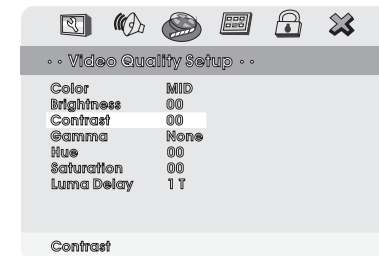 ·· Video Quality Setup ··
Color MID
Brightness 00
Contrast 00
Gamma None
Hue 00
Saturation 00
Luma Delay 1 T
Contrast